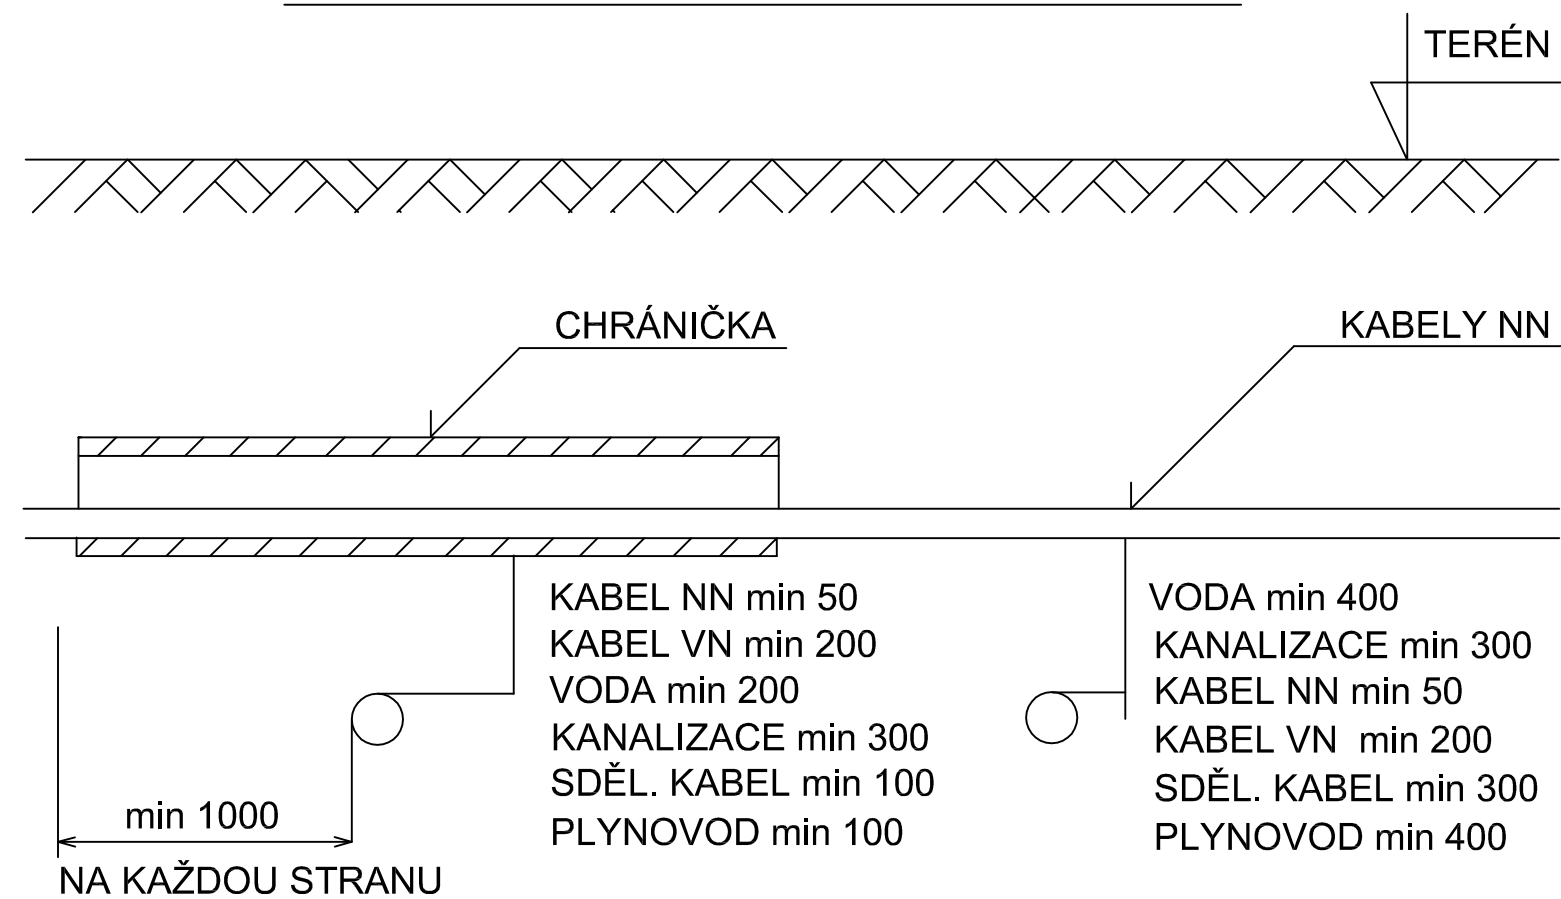 TERÉN
CHRÁNIČKA
KABELY NN
KABEL NN min 50
KABEL VN min 200
VODA min 200
KANALIZACE min 300
SDĚL. KABEL min 100
PLYNOVOD min 100
min 1000
NA KAŽDOU STRANU
VODA min 400
KANALIZACE min 300
KABEL NN min 50
KABEL VN min 200
SDĚL. KABEL min 300
PLYNOVOD min 400